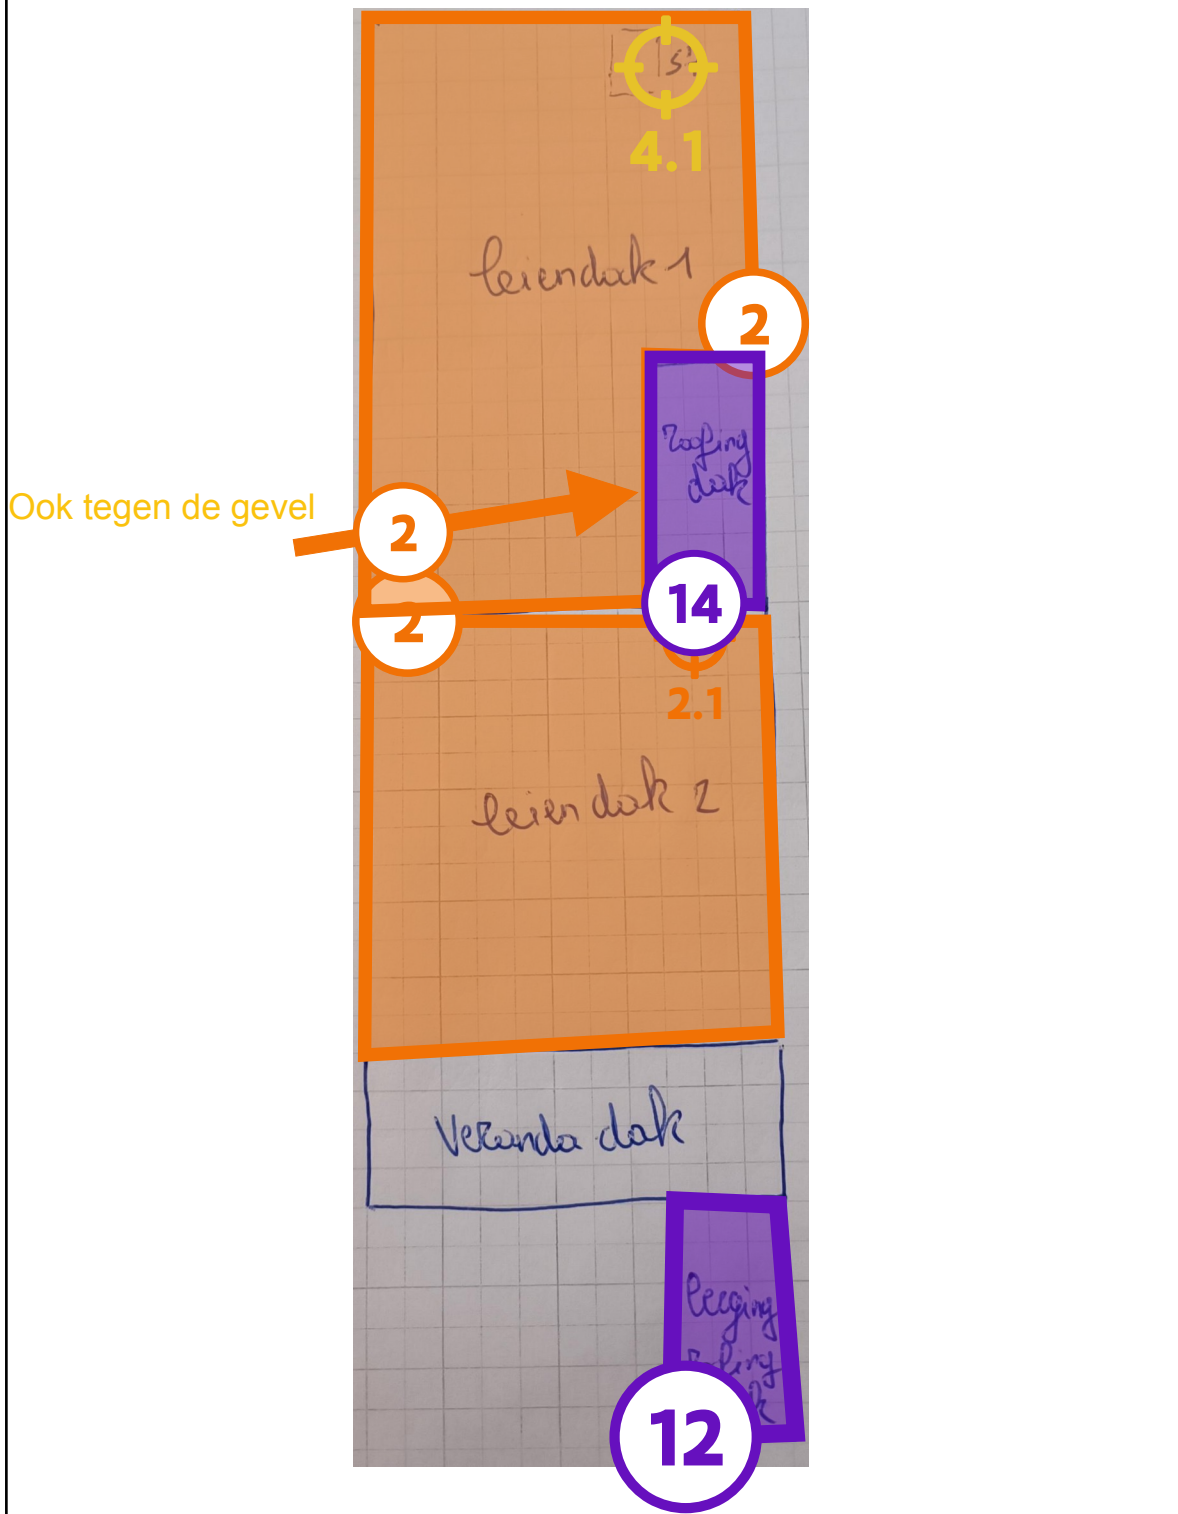 4.1
leiendak 1
2
roofing
dak
Ook tegen de gevel
2
14
2
2.1
leiendak 2
Veranda dak
12